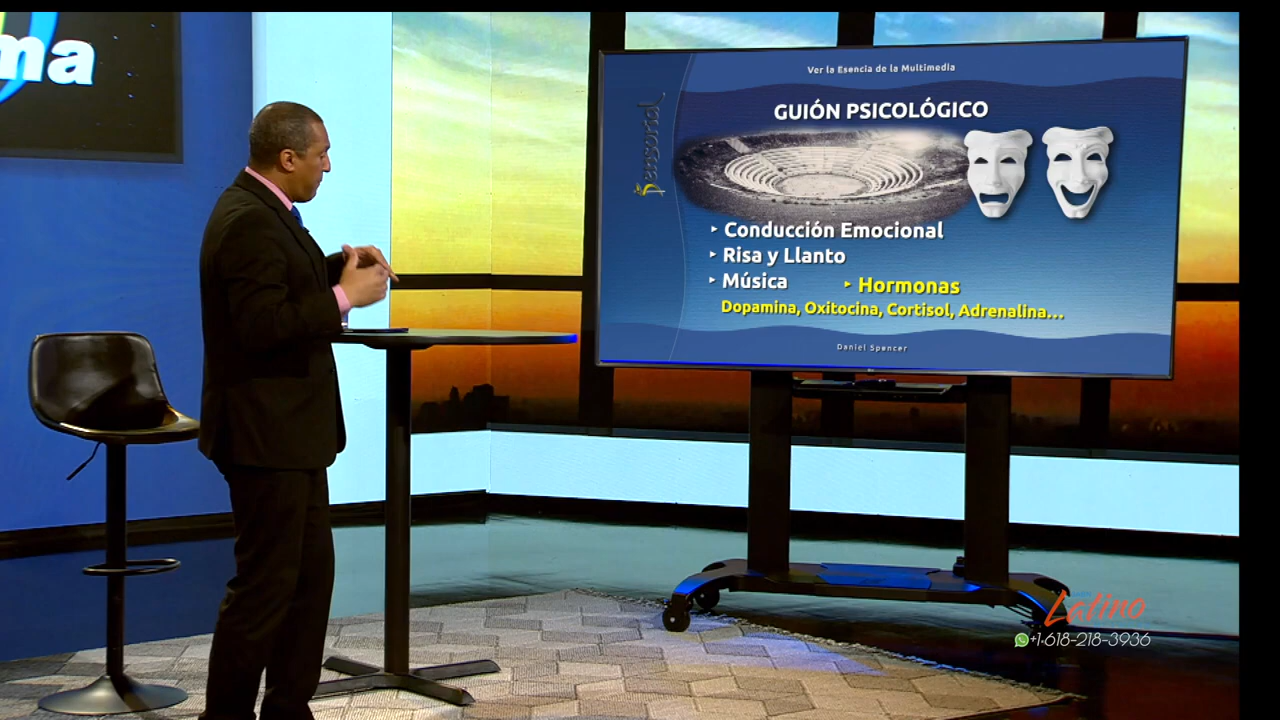 ma
Ver la Esencia de la Multimedia
Sensorial
GUIÓN PSICOLÓGICO
▸ Conducción Emocional
▸ Risa y Llanto
▸ Música ▸ Hormonas
Dopamina, Oxitocina, Cortisol, Adrenalina...
Daniel Spencer
Latino
+1-618-218-3936